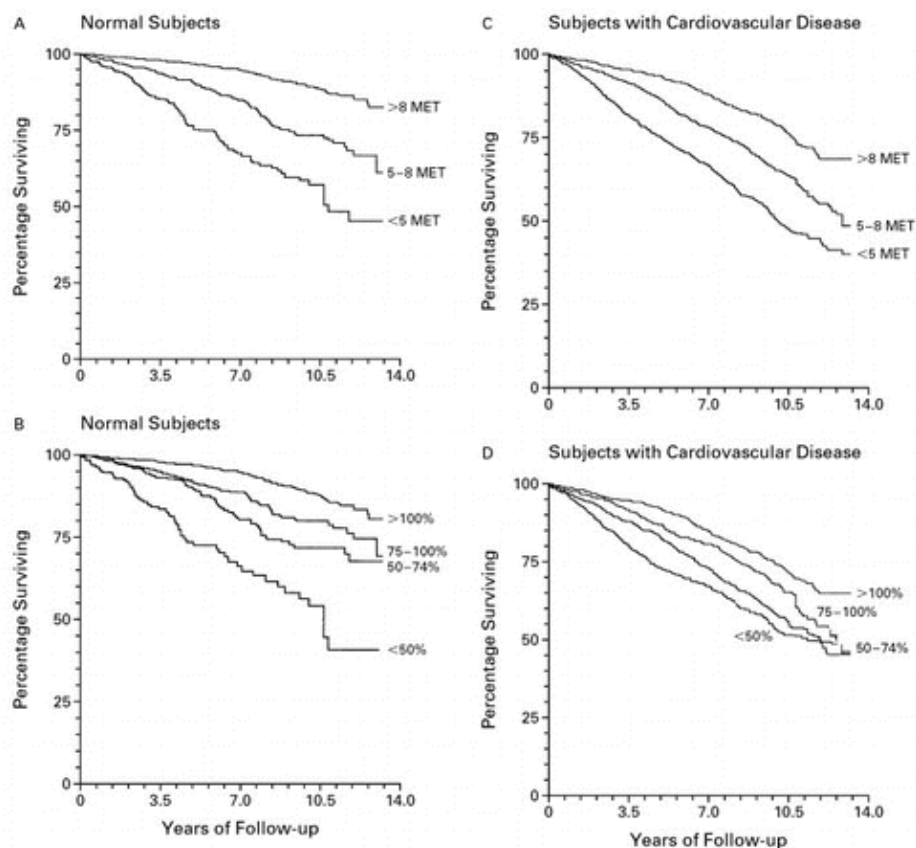 A Normal Subjects
Percentage Surviving
100
75
50
25
0
0 3.5 7.0 10.5 14.0
>8 MET
5–8 MET
<5 MET
B Normal Subjects
Percentage Surviving
100
75
50
25
0
0 3.5 7.0 10.5 14.0
>100%
75–100%
50–74%
<50%
Years of Follow-up
C Subjects with Cardiovascular Disease
Percentage Surviving
100
75
50
25
0
0 3.5 7.0 10.5 14.0
>8 MET
5–8 MET
<5 MET
D Subjects with Cardiovascular Disease
Percentage Surviving
100
75
50
25
0
0 3.5 7.0 10.5 14.0
>100%
75–100%
<50%
50–74%
Years of Follow-up